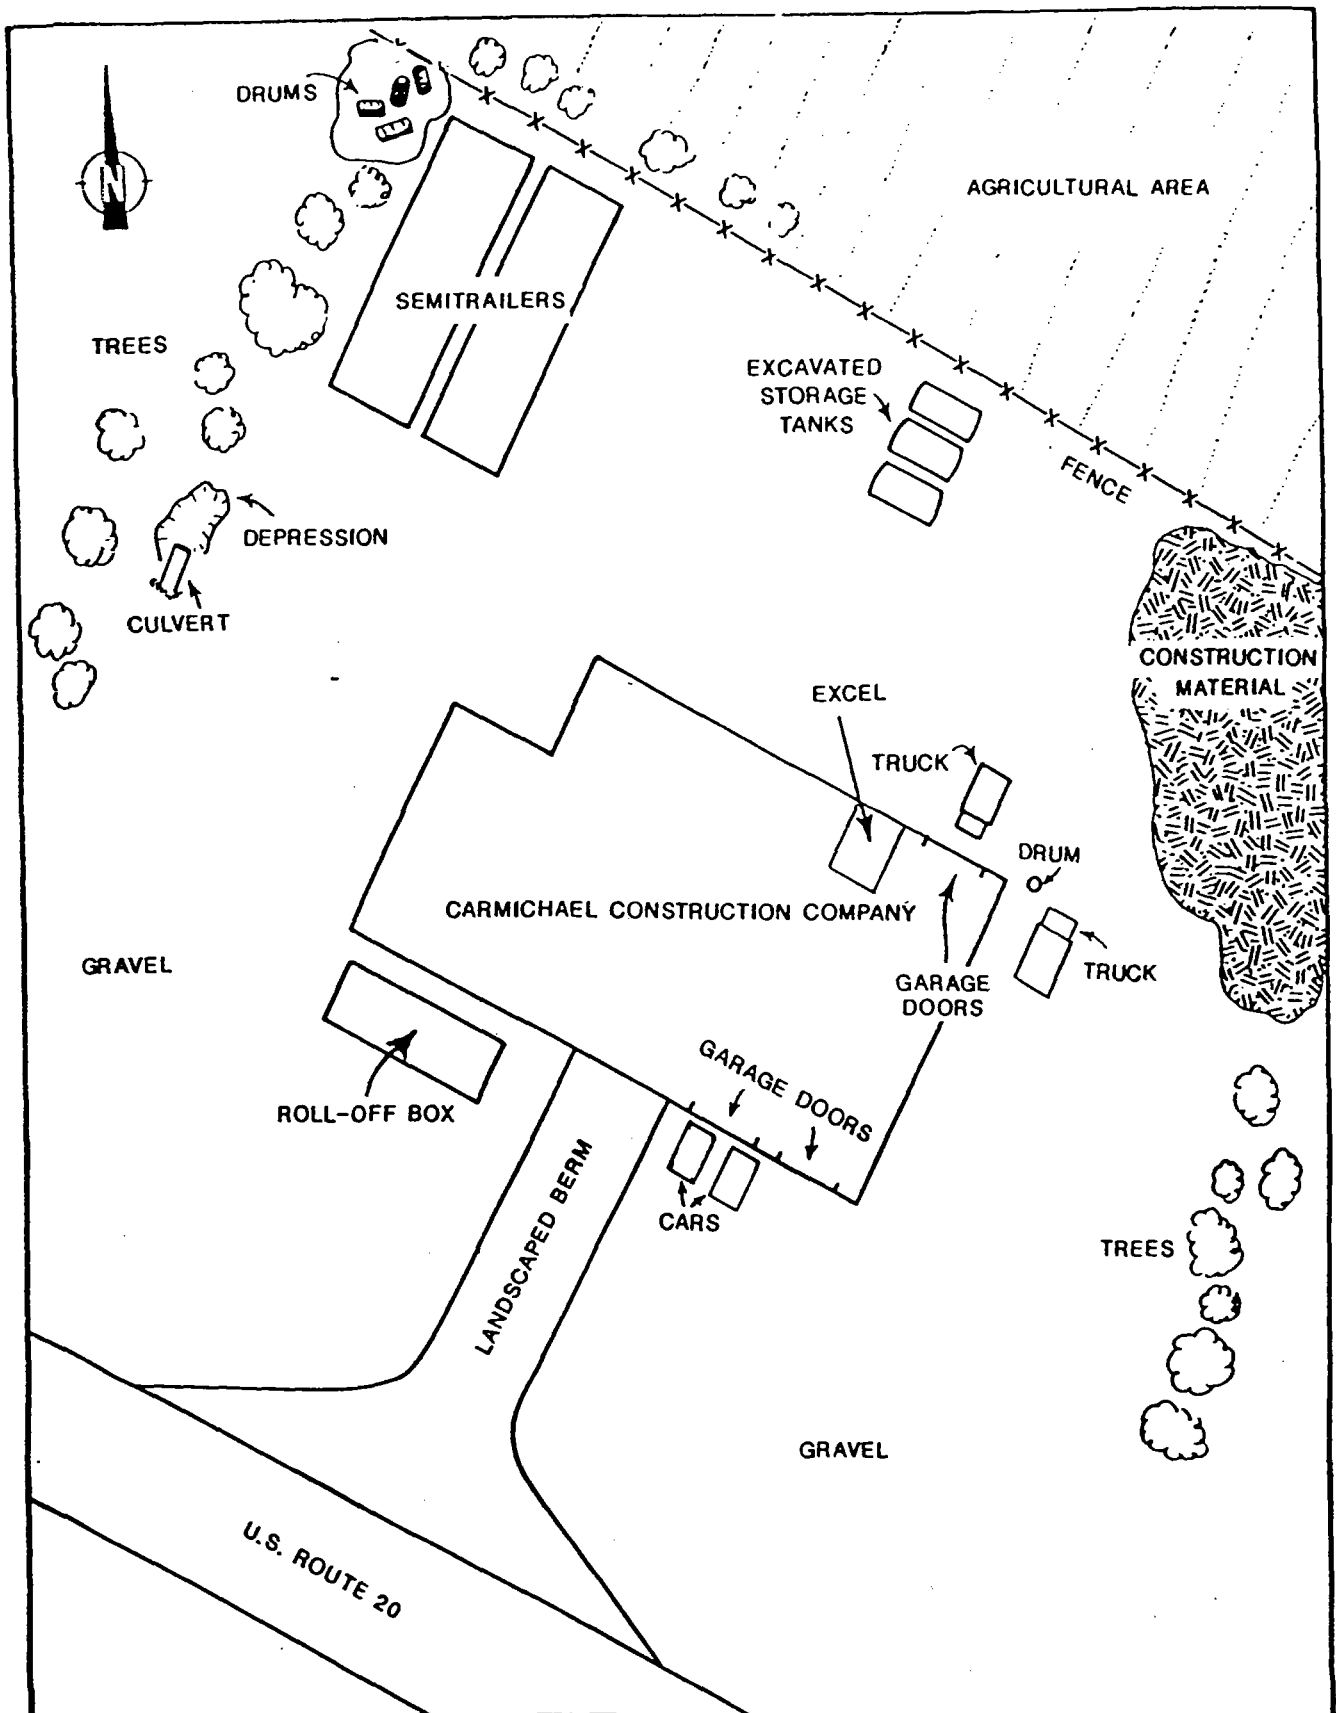 DRUMS
N
AGRICULTURAL AREA
SEMITRAILERS
TREES
EXCAVATED
STORAGE
TANKS
FENCE
DEPRESSION
CULVERT
CONSTRUCTION
MATERIAL
EXCEL
TRUCK
DRUM
CARMICHAEL CONSTRUCTION COMPANY
GRAVEL
TRUCK
GARAGE
DOORS
GARAGE DOORS
ROLL-OFF BOX
LANDSCAPED BERM
CARS
TREES
GRAVEL
U.S. ROUTE 20